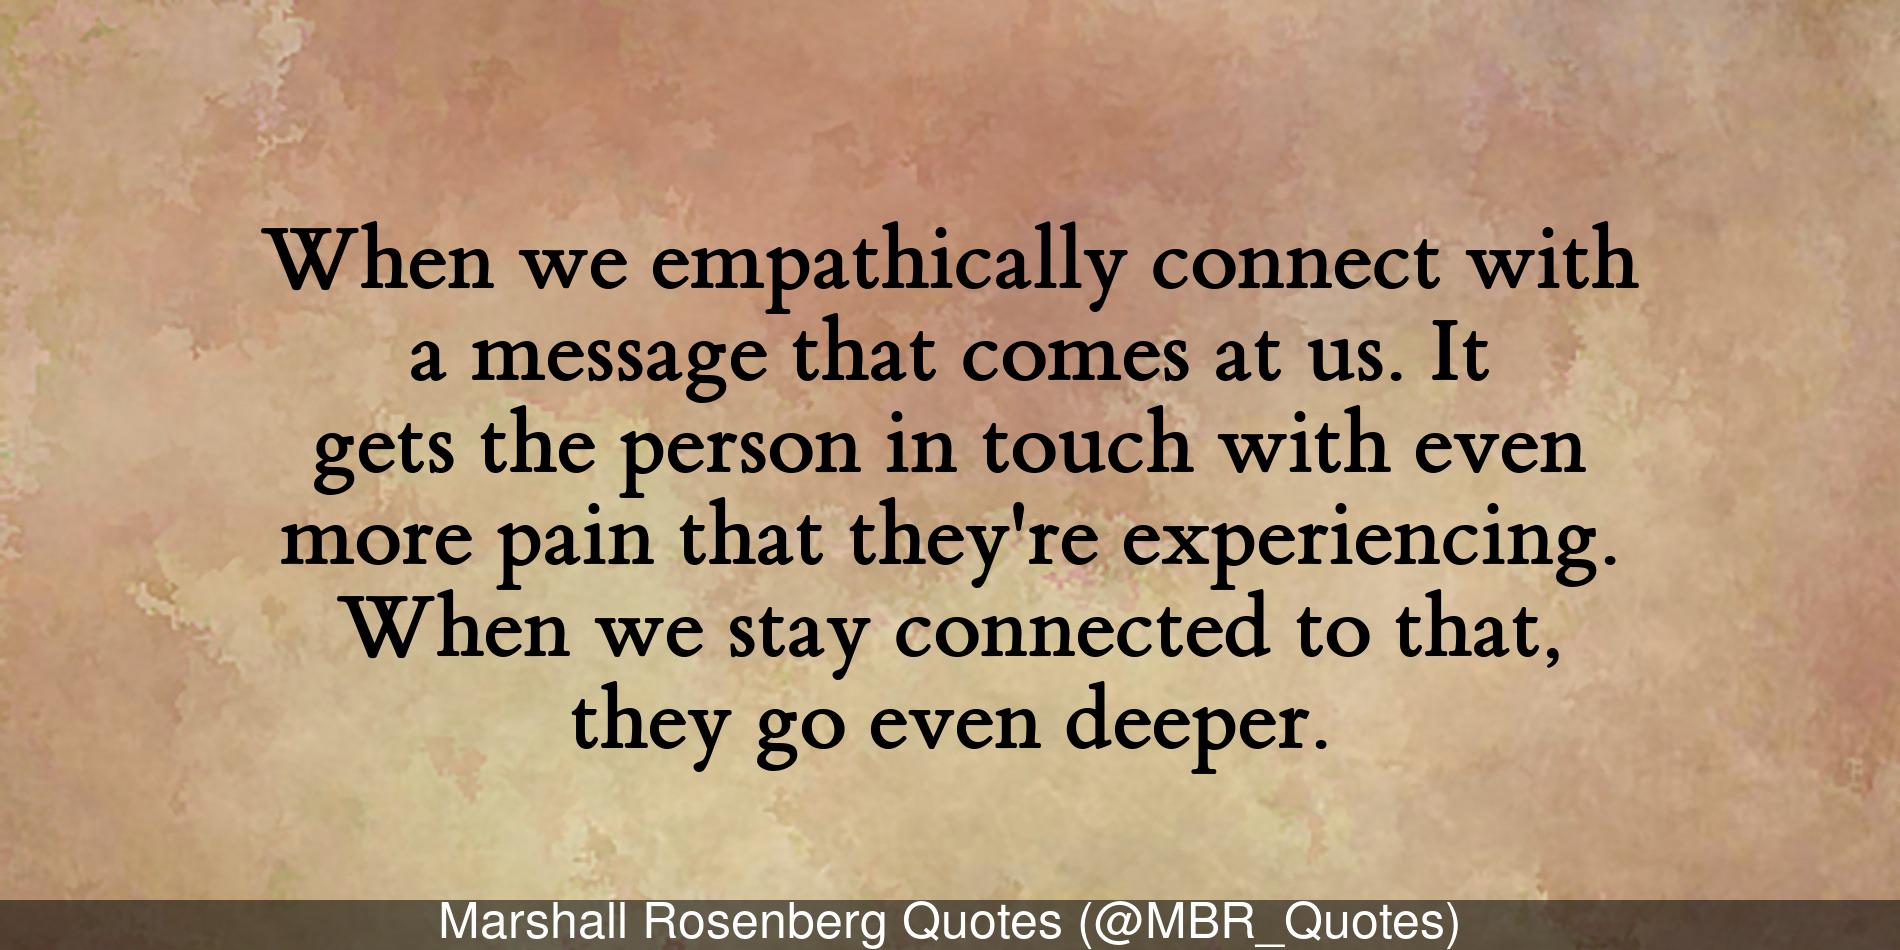 When we empathically connect with
a message that comes at us. It
gets the person in touch with even
more pain that they're experiencing.
When we stay connected to that,
they go even deeper.
Marshall Rosenberg Quotes (@MBR_Quotes)